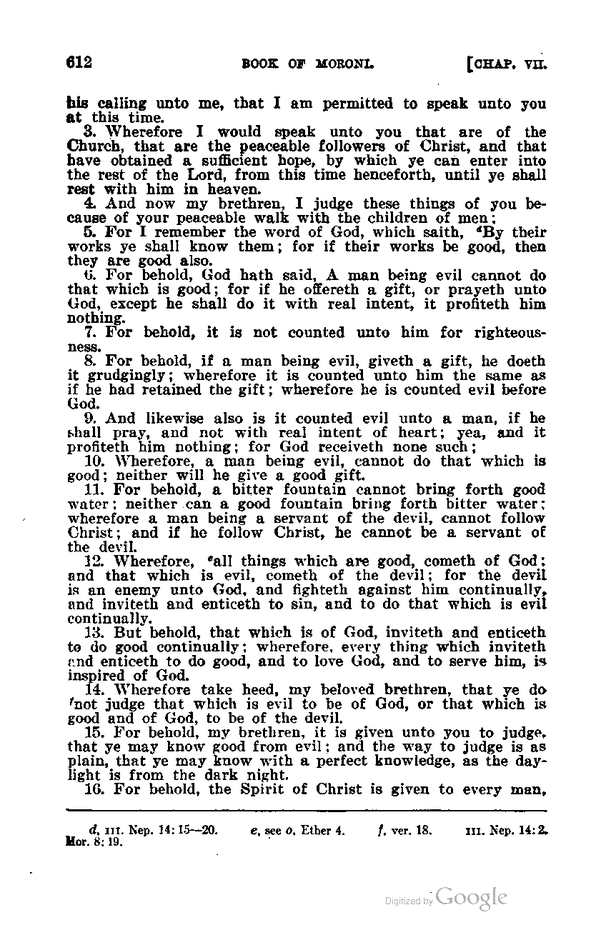 612 BOOK OF MORONI. [CHAP. VII.
his calling unto me, that I am permitted to speak unto you
at this time.
3. Wherefore I would speak unto you that are of the
Church, that are the peaceable followers of Christ, and that
have obtained a sufficient hope, by which ye can enter into
the rest of the Lord, from this time henceforth, until ye shall
rest with him in heaven.
4. And now my brethren, I judge these things of you be-
cause of your peaceable walk with the children of men;
5. For I remember the word of God, which saith, dBy their
works ye shall know them; for if their works be good, then
they are good also.
6. For behold, God hath said, A man being evil cannot do
that which is good; for if he offereth a gift, or prayeth unto
God, except he shall do it with real intent, it profiteth him
nothing.
7. For behold, it is not counted unto him for righteous-
ness.
8. For behold, if a man being evil, giveth a gift, he doeth
it grudgingly; wherefore it is counted unto him the same as
if he had retained the gift; wherefore he is counted evil before
God.
9. And likewise also is it counted evil unto a man, if he
shall pray, and not with real intent of heart; yea, and it
profiteth him nothing; for God receiveth none such;
10. Wherefore, a man being evil, cannot do that which is
good; neither will he give a good gift.
11. For behold, a bitter fountain cannot bring forth good
water; neither can a good fountain bring forth bitter water;
wherefore a man being a servant of the devil, cannot follow
Christ; and if he follow Christ, he cannot be a servant of
the devil.
12. Wherefore, eall things which are good, cometh of God;
and that which is evil, cometh of the devil; for the devil
is an enemy unto God, and fighteth against him continually,
and inviteth and enticeth to sin, and to do that which is evil
continually.
13. But behold, that which is of God, inviteth and enticeth
to do good continually; wherefore, every thing which inviteth
and enticeth to do good, and to love God, and to serve him, is
inspired of God.
14. Wherefore take heed, my beloved brethren, that ye do
fnot judge that which is evil to be of God, or that which is
good and of God, to be of the devil.
15. For behold, my brethren, it is given unto you to judge,
that ye may know good from evil; and the way to judge is as
plain, that ye may know with a perfect knowledge, as the day-
light is from the dark night.
16. For behold, the Spirit of Christ is given to every man,
d, III. Nep. 14: 15—20. e, see o, Ether 4. f, ver. 18. III. Nep. 14: 2.
Mor. 8: 19.
Digitized by Google